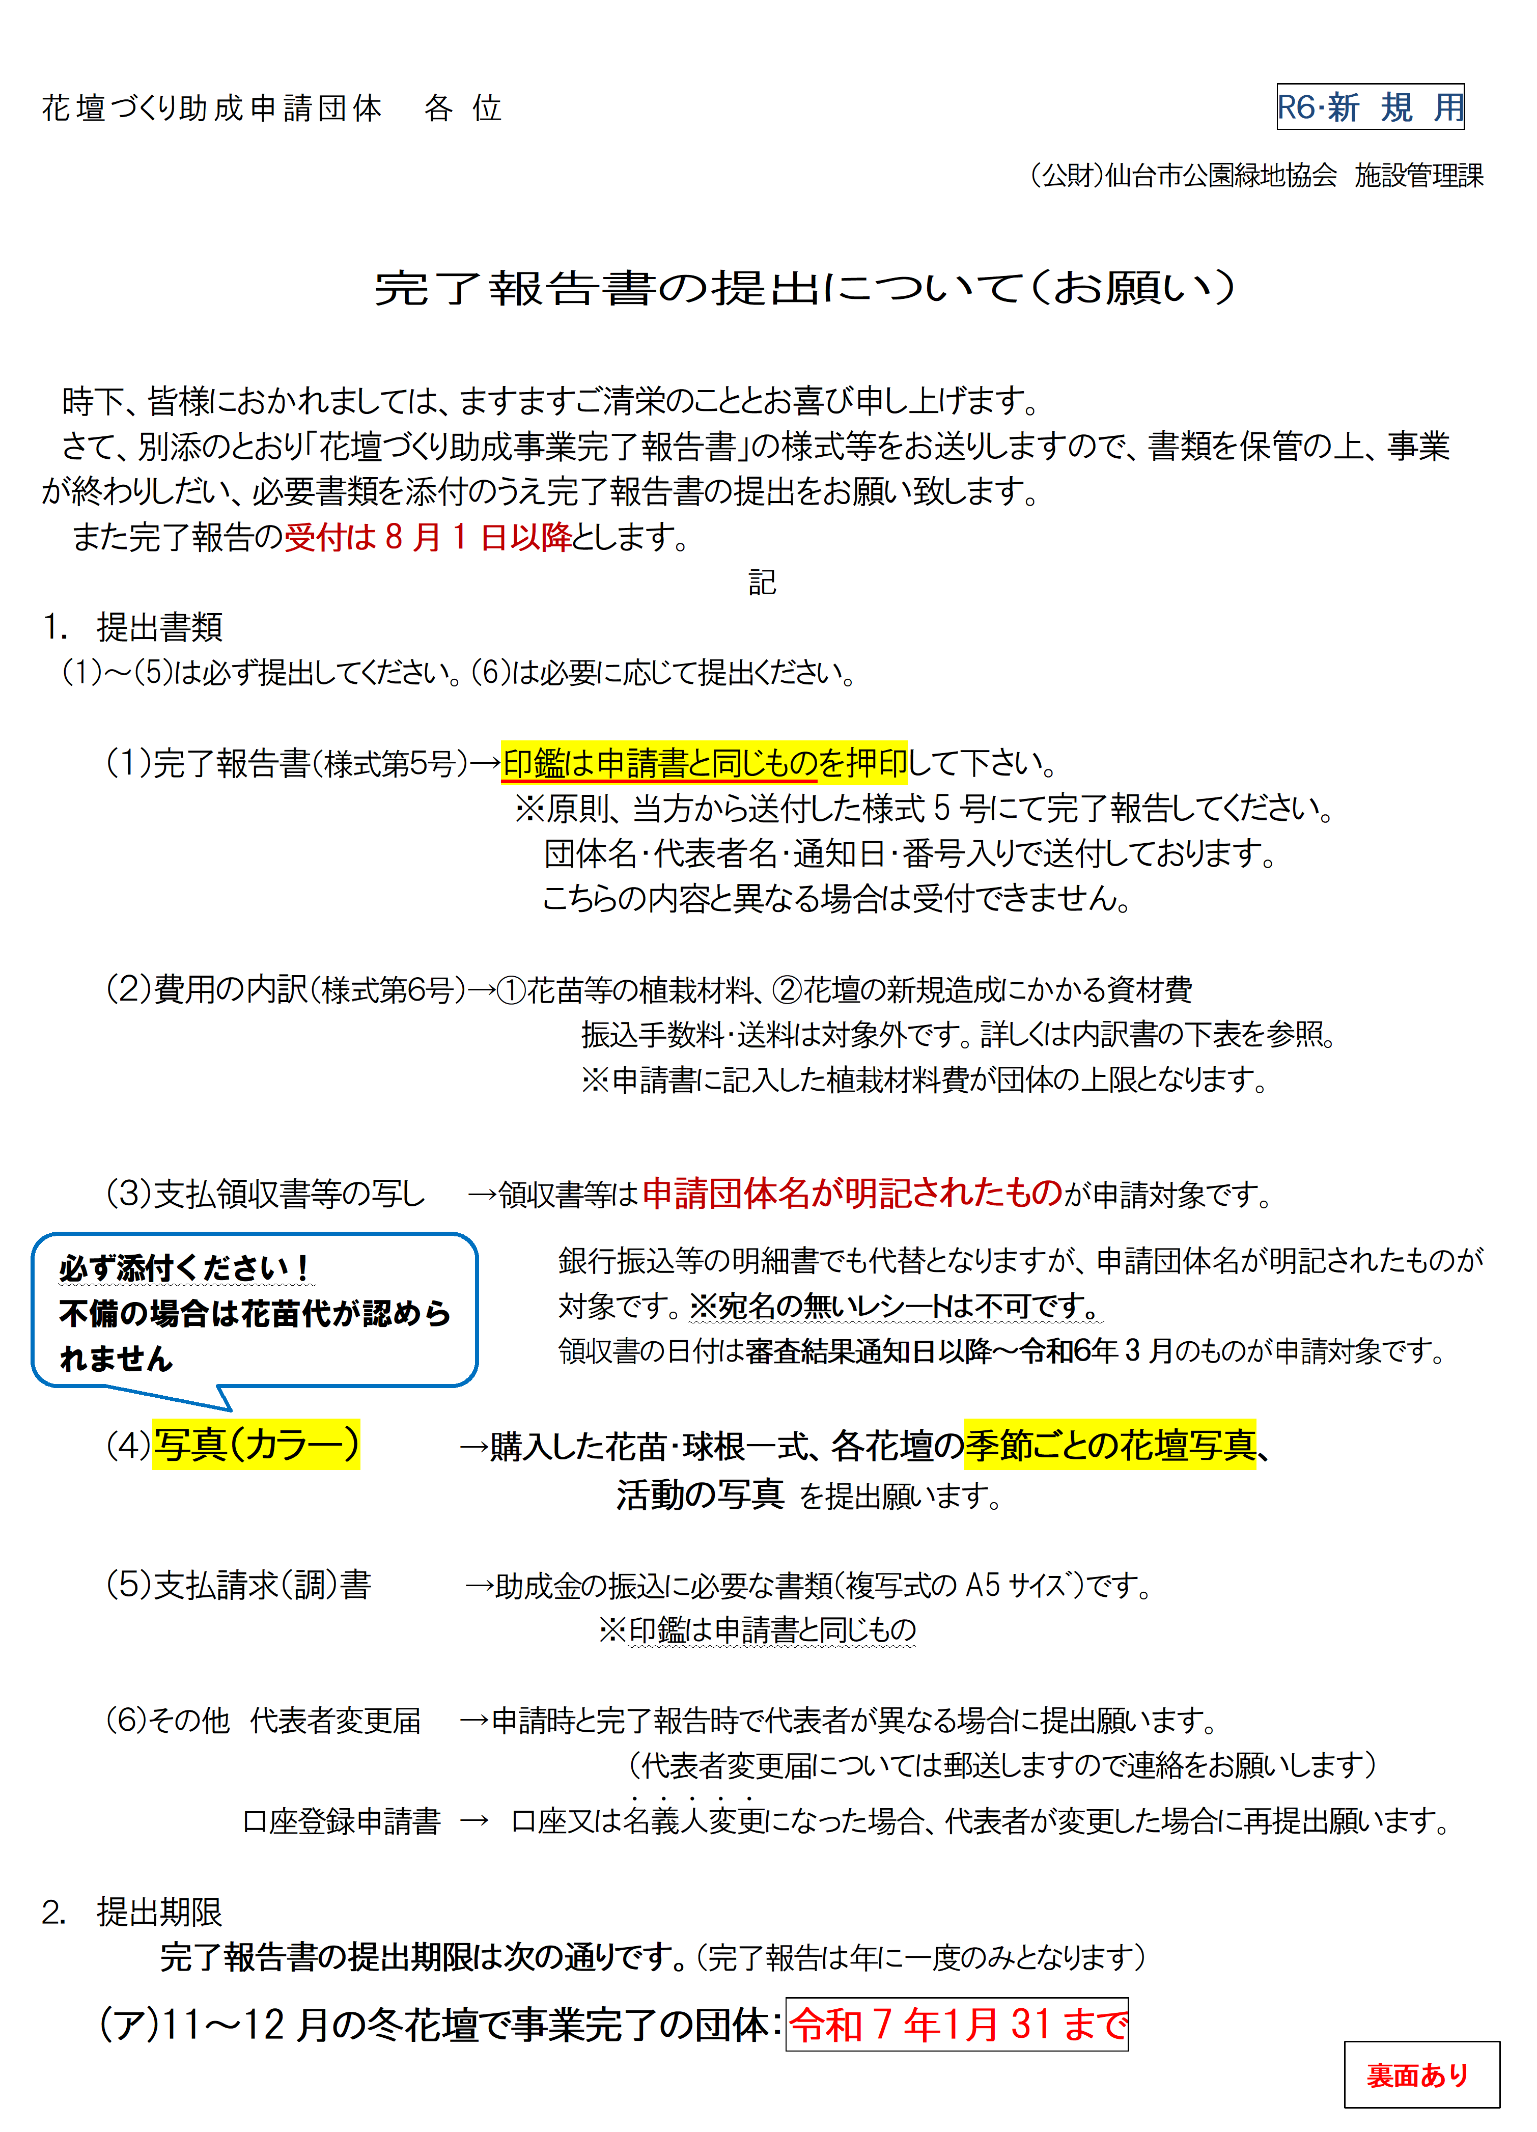 花壇づくり助成申請団体　各 位
R6・新 規 用
（公財）仙台市公園緑地協会　施設管理課
完了報告書の提出について（お願い）
時下、皆様におかれましては、ますますご清栄のこととお喜び申し上げます。
さて、別添のとおり「花壇づくり助成事業完了報告書」の様式等をお送りしますので、書類を保管の上、事業
が終わりしだい、必要書類を添付のうえ完了報告書の提出をお願い致します。
また完了報告の受付は 8 月 1 日以降とします。
記
1.　提出書類
（1）～（5）は必ず提出してください。（6）は必要に応じて提出ください。
（1）完了報告書（様式第5号）→印鑑は申請書と同じものを押印して下さい。
※原則、当方から送付した様式 5 号にて完了報告してください。
団体名・代表者名・通知日・番号入りで送付しております。
こちらの内容と異なる場合は受付できません。
（2）費用の内訳（様式第6号）→①花苗等の植栽材料、②花壇の新規造成にかかる資材費
振込手数料・送料は対象外です。詳しくは内訳書の下表を参照。
※申請書に記入した植栽材料費が団体の上限となります。
（3）支払領収書等の写し　→領収書等は申請団体名が明記されたものが申請対象です。
銀行振込等の明細書でも代替となりますが、申請団体名が明記されたものが
対象です。※宛名の無いレシートは不可です。
領収書の日付は審査結果通知日以降～令和6年 3 月のものが申請対象です。
必ず添付ください！
不備の場合は花苗代が認めら
れません
（4）写真（カラー）　→購入した花苗・球根一式、各花壇の季節ごとの花壇写真、
活動の写真 を提出願います。
（5）支払請求（調）書　→助成金の振込に必要な書類（複写式の A5 サイズ）です。
※印鑑は申請書と同じもの
（6）その他　代表者変更届　→申請時と完了報告時で代表者が異なる場合に提出願います。
（代表者変更届については郵送しますので連絡をお願いします）
口座登録申請書　→　口座又は名義人変更になった場合、代表者が変更した場合に再提出願います。
2.　提出期限
完了報告書の提出期限は次の通りです。（完了報告は年に一度のみとなります）
（ア）11～12 月の冬花壇で事業完了の団体：令和 7 年1月 31 まで
裏面あり